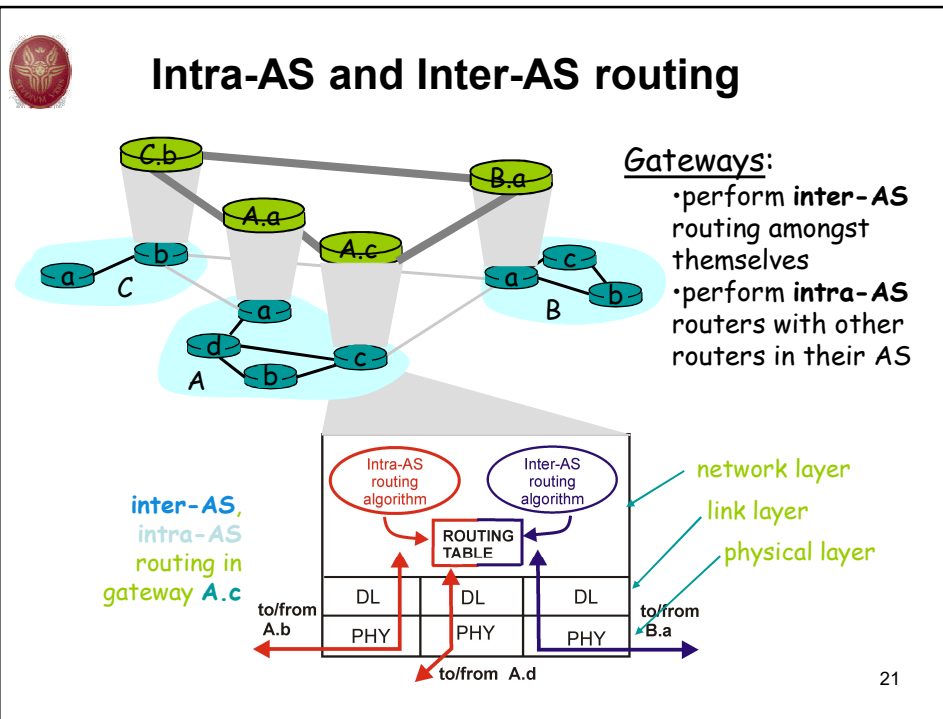 Intra-AS and Inter-AS routing
C.b
B.a
A.a
A.c
Gateways:
•perform inter-AS
routing amongst
themselves
•perform intra-AS
routers with other
routers in their AS
a
b
C
a
d
b
c
A
a
c
b
B
Intra-AS
routing
algorithm
Inter-AS
routing
algorithm
ROUTING
TABLE
inter-AS,
intra-AS
routing in
gateway A.c
network layer
link layer
physical layer
DL
DL
DL
PHY
PHY
PHY
to/from
A.b
to/from A.d
to/from
B.a
21